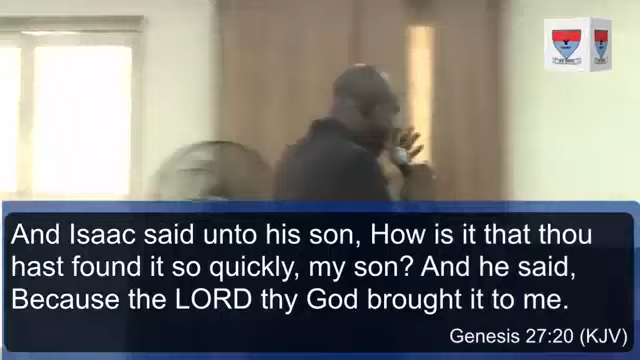 And Isaac said unto his son, How is it that thou
hast found it so quickly, my son? And he said,
Because the LORD thy God brought it to me.
Genesis 27:20 (KJV)